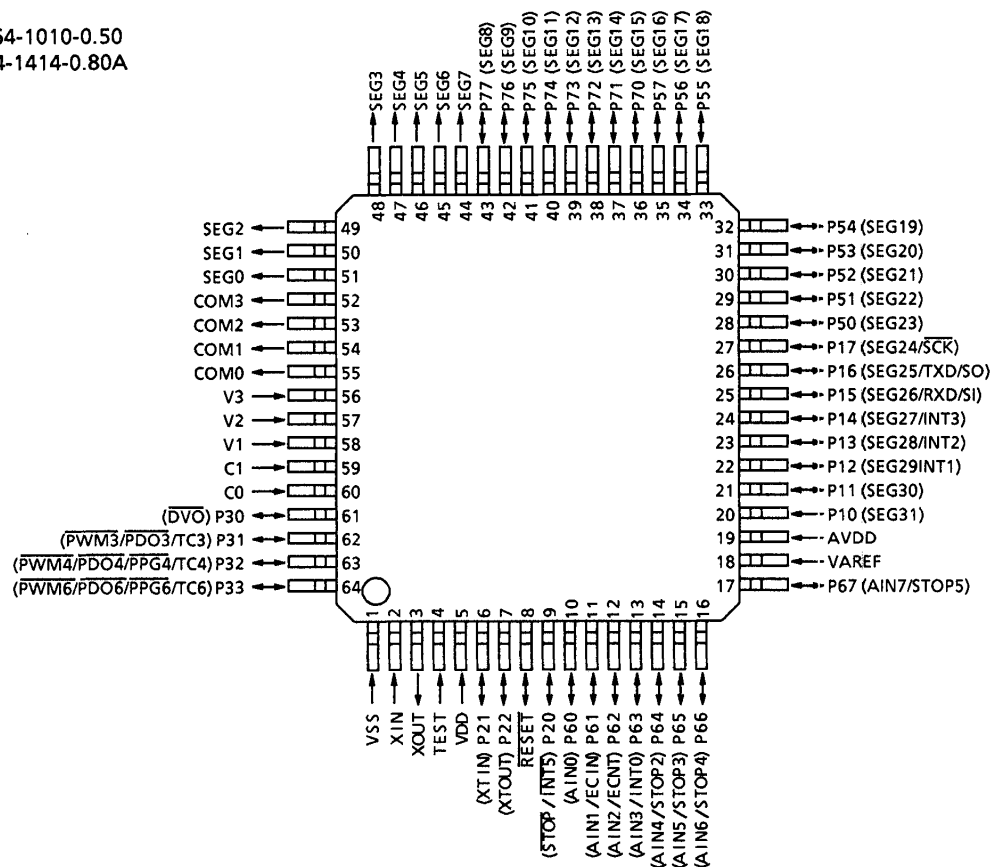 64-1010-0.50
4-1414-0.80A
SEG3
SEG4
SEG5
SEG6
SEG7
P77 (SEG8)
P76 (SEG9)
P75 (SEG10)
P74 (SEG11)
P73 (SEG12)
P72 (SEG13)
P71 (SEG14)
P70 (SEG15)
P57 (SEG16)
P56 (SEG17)
P55 (SEG18)
48
47
46
45
44
43
42
41
40
39
38
37
36
35
34
33
SEG2 49
SEG1 50
SEG0 51
COM3 52
COM2 53
COM1 54
COM0 55
V3 56
V2 57
V1 58
C1 59
C0 60
(DVO) P30 61
(PWM3/PDO3/TC3) P31 62
(PWM4/PDO4/PPG4/TC4) P32 63
(PWM6/PDO6/PPG6/TC6) P33 64
32 P54 (SEG19)
31 P53 (SEG20)
30 P52 (SEG21)
29 P51 (SEG22)
28 P50 (SEG23)
27 P17 (SEG24/SCK)
26 P16 (SEG25/TXD/SO)
25 P15 (SEG26/RXD/SI)
24 P14 (SEG27/INT3)
23 P13 (SEG28/INT2)
22 P12 (SEG29INT1)
21 P11 (SEG30)
20 P10 (SEG31)
19 AVDD
18 VAREF
17 P67 (AIN7/STOP5)
1
2
3
4
5
6
7
8
9
10
11
12
13
14
15
16
VSS
XIN
XOUT
TEST
VDD
(XTIN) P21
(XTOUT) P22
RESET
(STOP/INT5) P20
(AIN0) P60
(AIN1/ECIN) P61
(AIN2/ECNT) P62
(AIN3/INT0) P63
(AIN4/STOP2) P64
(AIN5/STOP3) P65
(AIN6/STOP4) P66